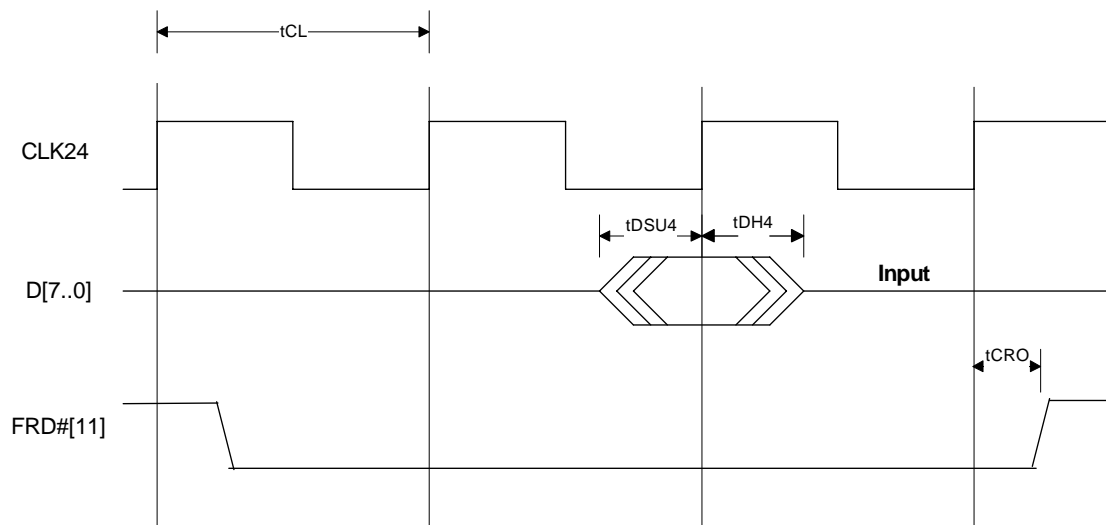 tCL
CLK24
tDSU4 tDH4
D[7..0] Input
tCRO
FRD#[11]